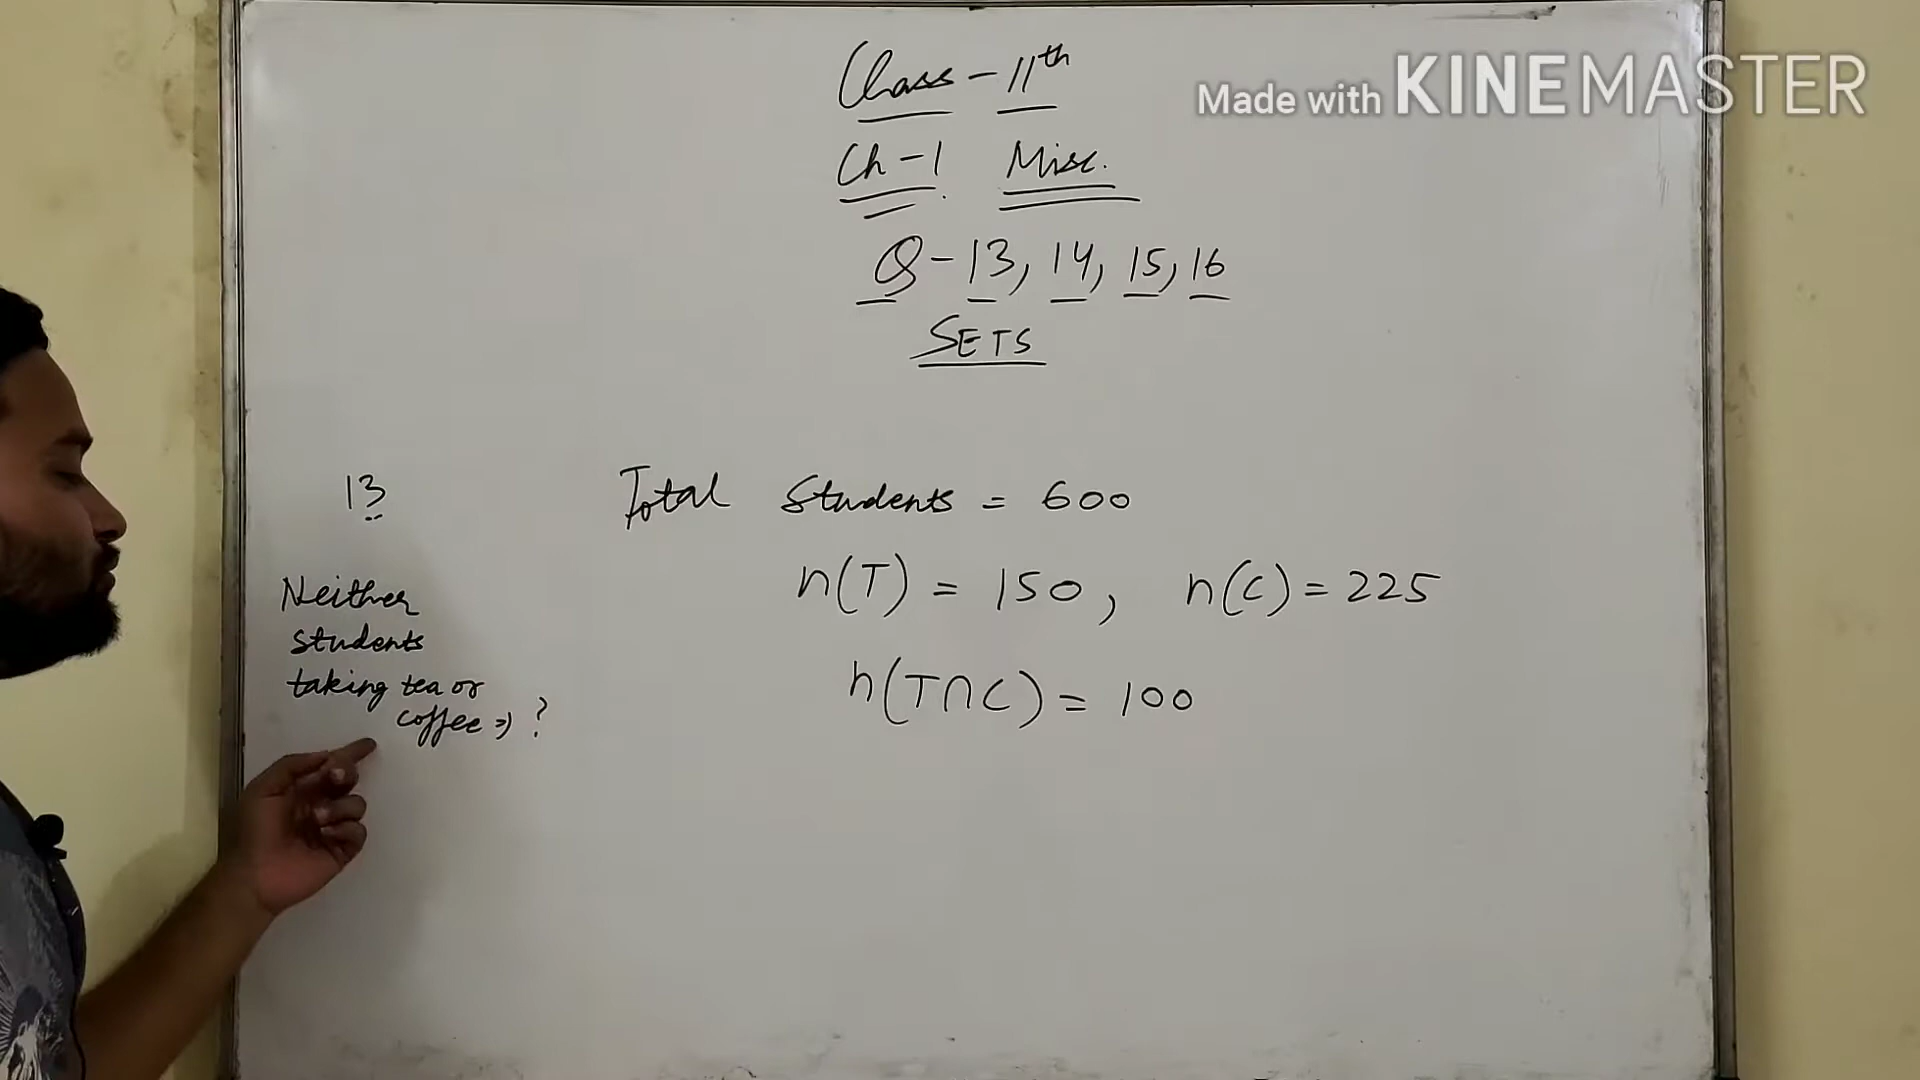 Class - 11th
Made with KINEMASTER
Ch - 1 Misc.
Q - 13, 14, 15, 16
SETS
13 Total Students = 600
n(T) = 150, n(C) = 225
n(T∩C) = 100
Neither
students
taking tea or
coffee ⇒ ?